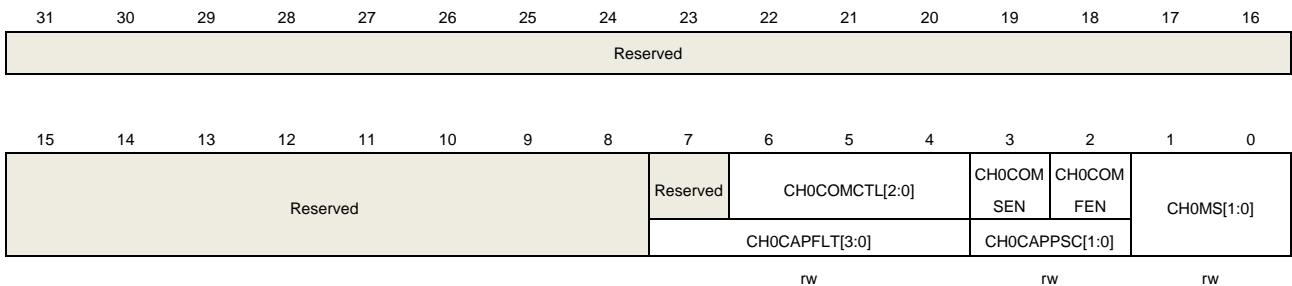 31 30 29 28 27 26 25 24 23 22 21 20 19 18 17 16
Reserved
15 14 13 12 11 10 9 8 7 6 5 4 3 2 1 0
Reserved Reserved CH0COMCTL[2:0] CH0COM SEN CH0COM FEN CH0MS[1:0]
CH0CAPFLT[3:0] CH0CAPPSC[1:0]
rw rw rw